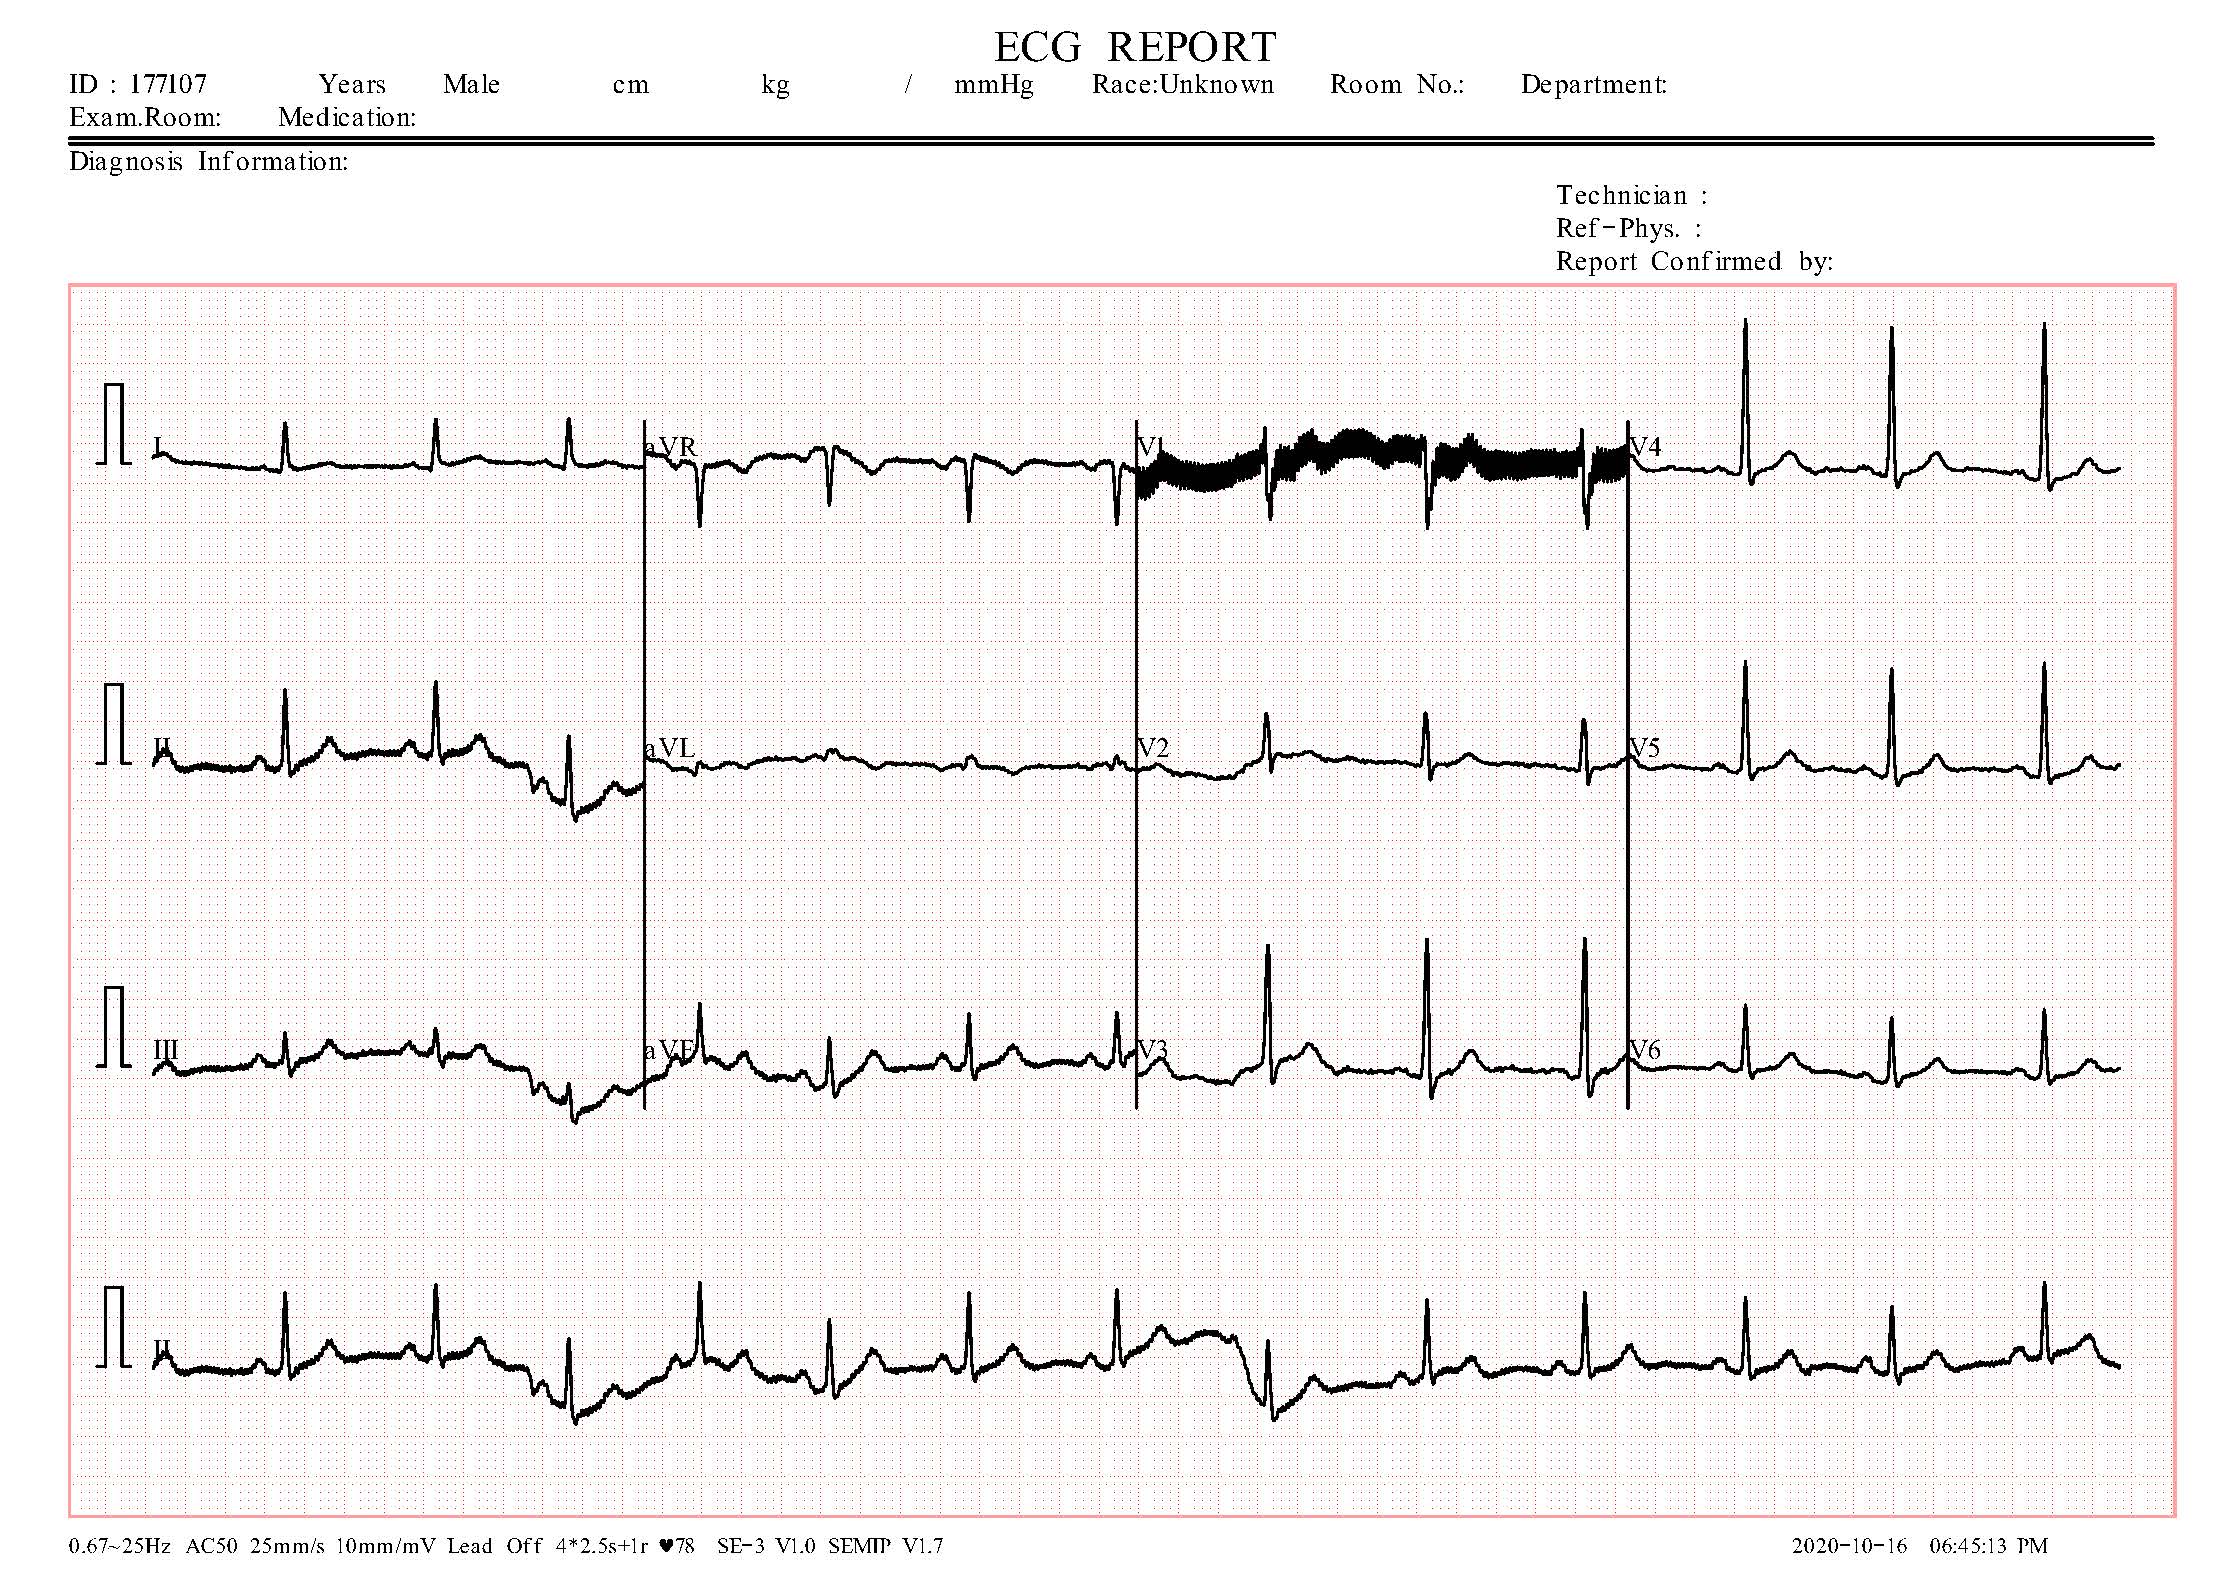 ECG REPORT
ID : 177107 Years Male cm kg / mmHg Race:Unknown Room No.: Department:
Exam.Room: Medication:
Diagnosis Information:
Technician :
Ref-Phys. :
Report Confirmed by:
I aVR V1 V4
II aVL V2 V5
III aVF V3 V6
II
0.67~25Hz AC50 25mm/s 10mm/mV Lead Off 4*2.5s+1r ♥78 SE-3 V1.0 SEMIP V1.7
2020-10-16 06:45:13 PM